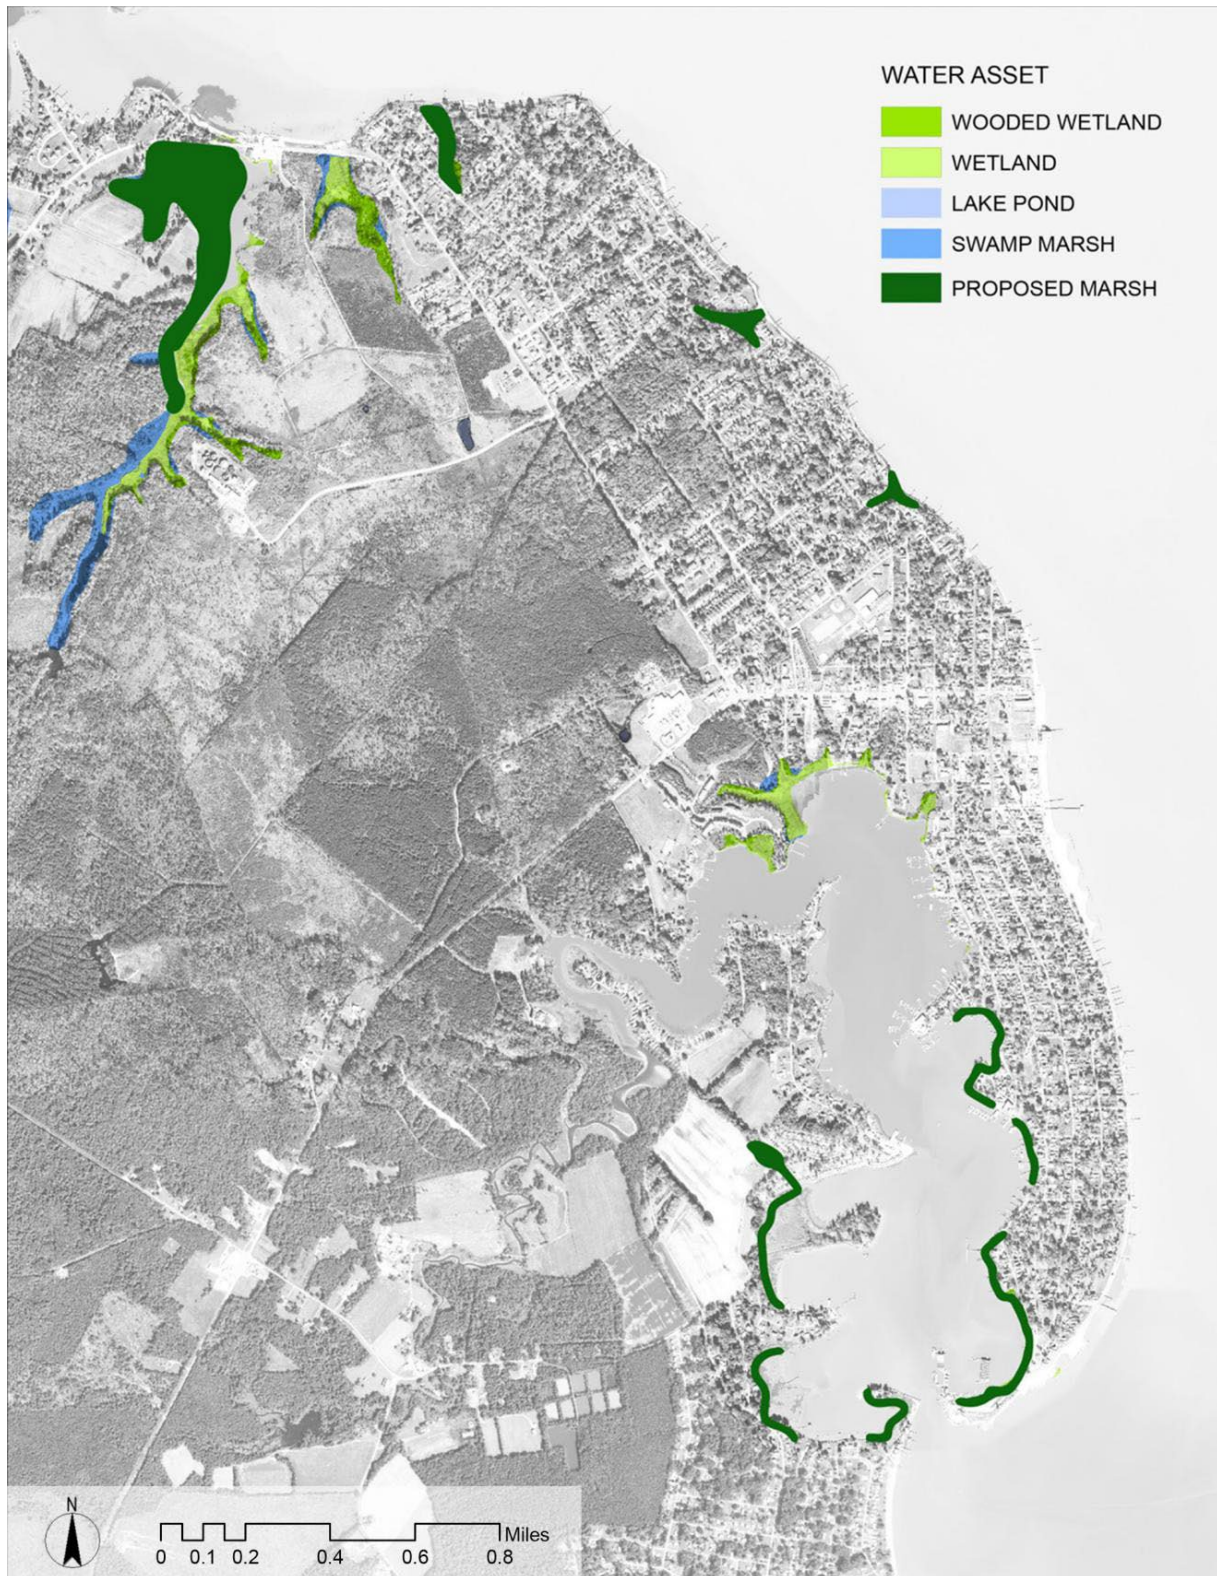 WATER ASSET
WOODED WETLAND
WETLAND
LAKE POND
SWAMP MARSH
PROPOSED MARSH
N
Miles
0 0.1 0.2 0.4 0.6 0.8